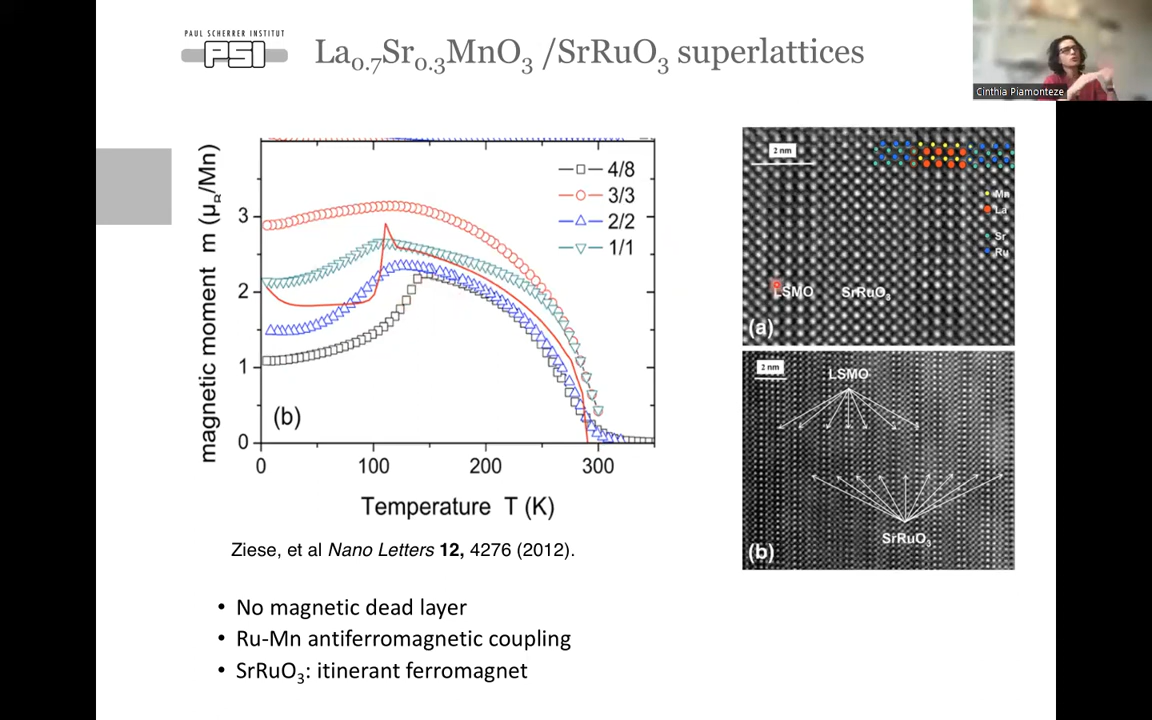 PAUL SCHERRER INSTITUT
PSI
La0.7Sr0.3MnO3 /SrRuO3 superlattices
Cinthia Piamonteze
magnetic moment m (μB/Mn)
3
2
1
0
4/8
3/3
2/2
1/1
(b)
0 100 200 300
Temperature T (K)
2 nm
Mn
La
Sr
Ru
LSMO SrRuO3
(a)
2 nm
LSMO
SrRuO3
(b)
Ziese, et al Nano Letters 12, 4276 (2012).
• No magnetic dead layer
• Ru-Mn antiferromagnetic coupling
• SrRuO3: itinerant ferromagnet